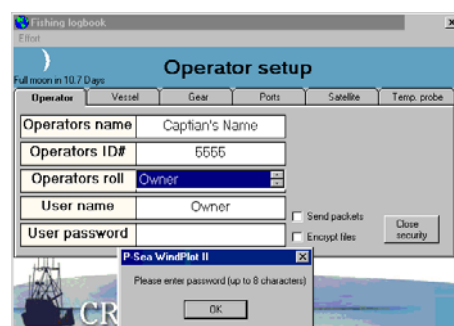 Fishing logbook
Effort
Full moon in 10.7 Days
Operator setup
Operator Vessel Gear Ports Satellite Temp. probe
Operators name Captian's Name
Operators ID# 5555
Operators roll Owner
User name Owner
User password
Send packets
Encrypt files
Close security
P-Sea WindPlot II
Please enter password (up to 8 characters)
OK
CR